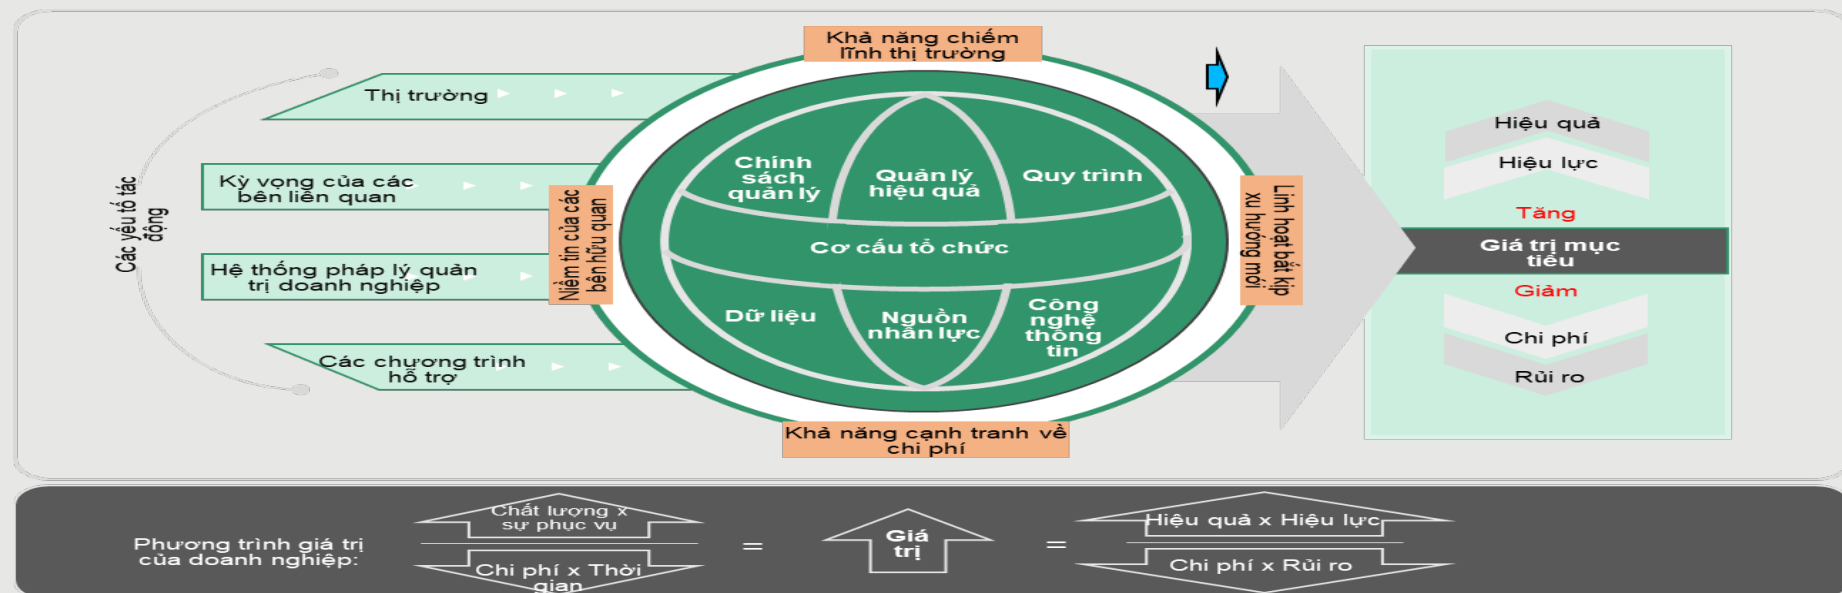 Khả năng chiếm
lĩnh thị trường
Các yếu tố tác
động
Thị trường
Kỳ vọng của các
bên liên quan
Hệ thống pháp lý quản
trị doanh nghiệp
Các chương trình
hỗ trợ
Niềm tin của các
bên hữu quan
Chính
sách
quản lý
Quản lý
hiệu quả
Quy trình
Cơ cấu tổ chức
Dữ liệu
Nguồn
nhân lực
Công
nghệ
thông
tin
Linh hoạt bắt kịp
xu hướng mới
Khả năng cạnh tranh về
chi phí
Hiệu quả
Hiệu lực
Tăng
Giá trị mục
tiêu
Giảm
Chi phí
Rủi ro
Phương trình giá trị
của doanh nghiệp:
Chất lượng x
sự phục vụ
Chi phí x Thời
gian
=
Giá
trị
=
Hiệu quả x Hiệu lực
Chi phí x Rủi ro